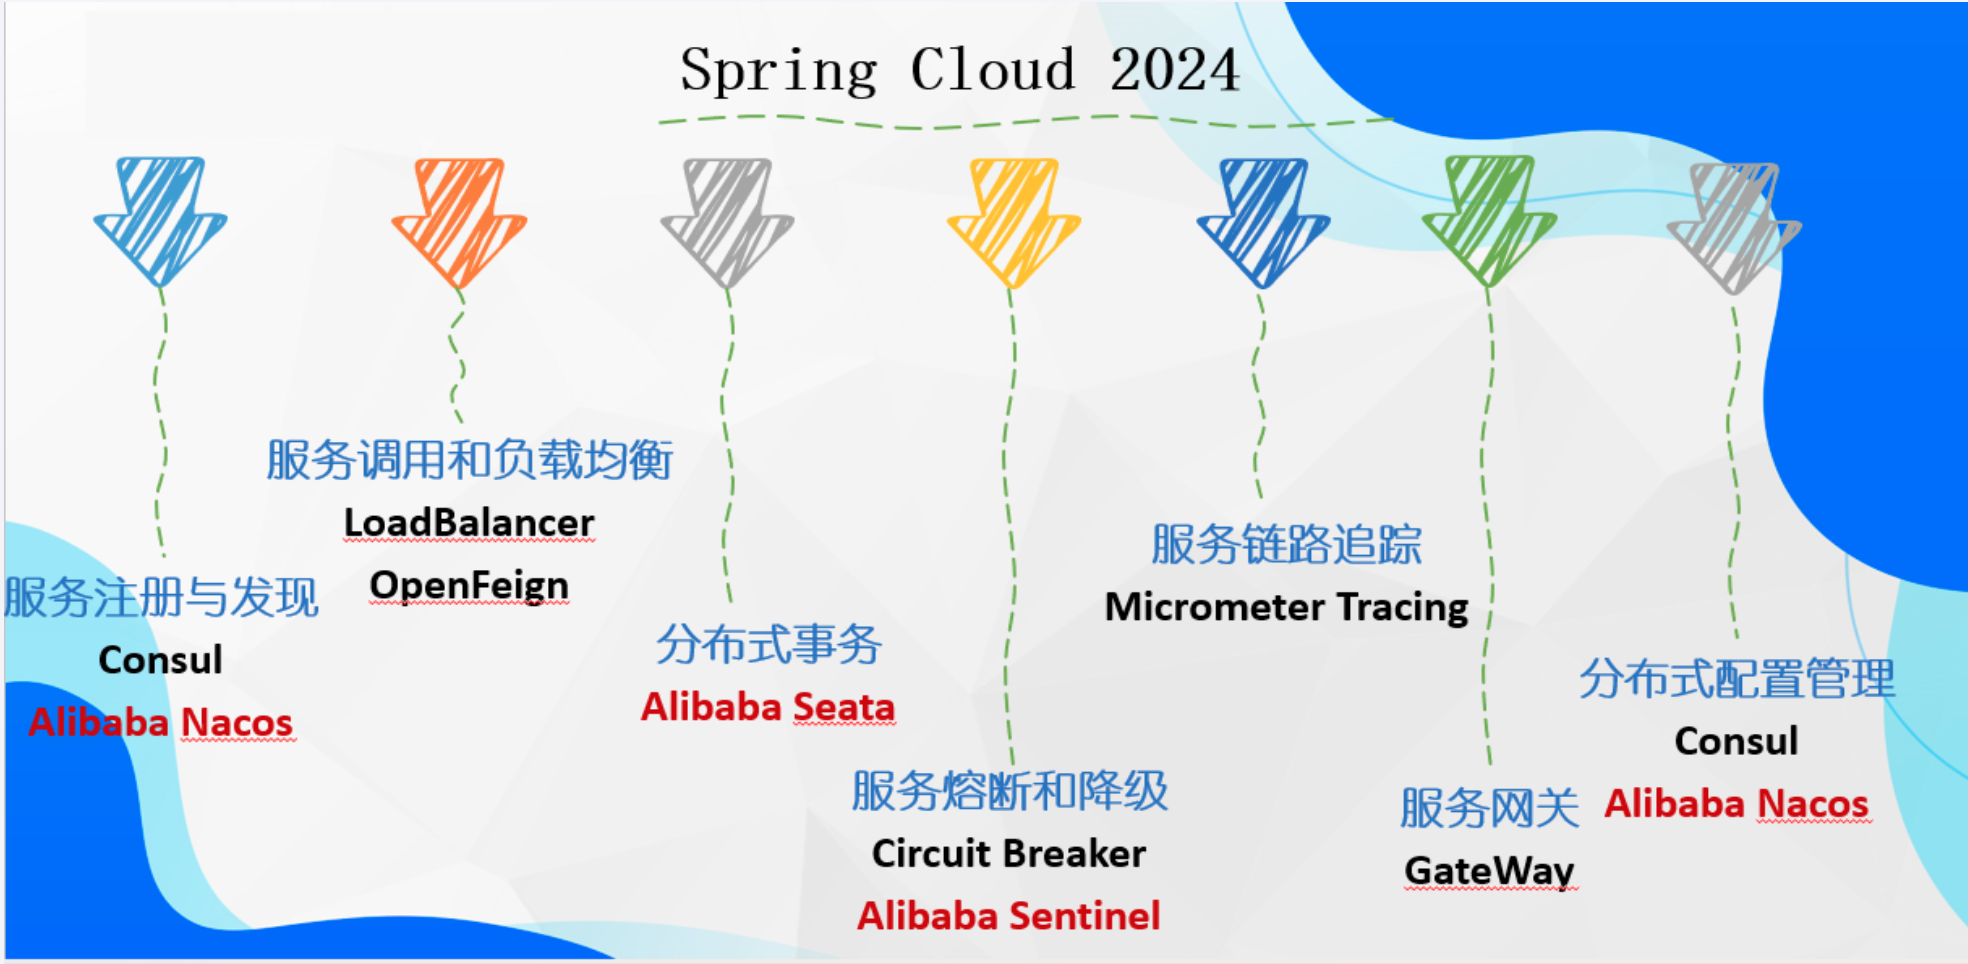 Spring Cloud 2024
服务注册与发现
Consul
Alibaba Nacos
服务调用和负载均衡
LoadBalancer
OpenFeign
分布式事务
Alibaba Seata
服务熔断和降级
Circuit Breaker
Alibaba Sentinel
服务链路追踪
Micrometer Tracing
服务网关
GateWay
分布式配置管理
Consul
Alibaba Nacos